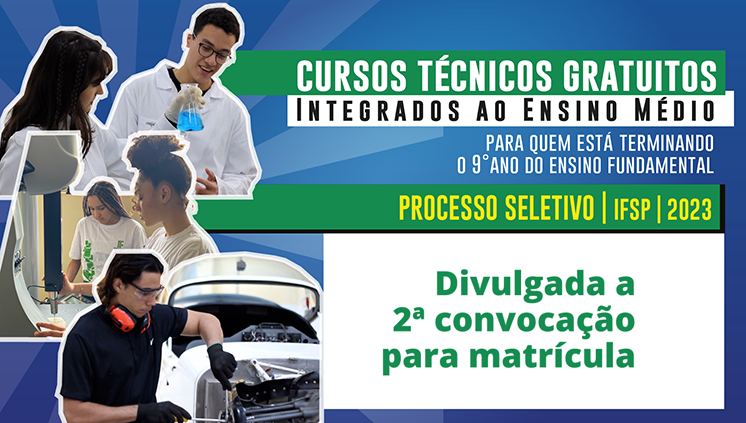 CURSOS TÉCNICOS GRATUITOS
INTEGRADOS AO ENSINO MÉDIO
PARA QUEM ESTÁ TERMINANDO
O 9°ANO DO ENSINO FUNDAMENTAL
PROCESSO SELETIVO | IFSP | 2023
Divulgada a
2ª convocação
para matrícula